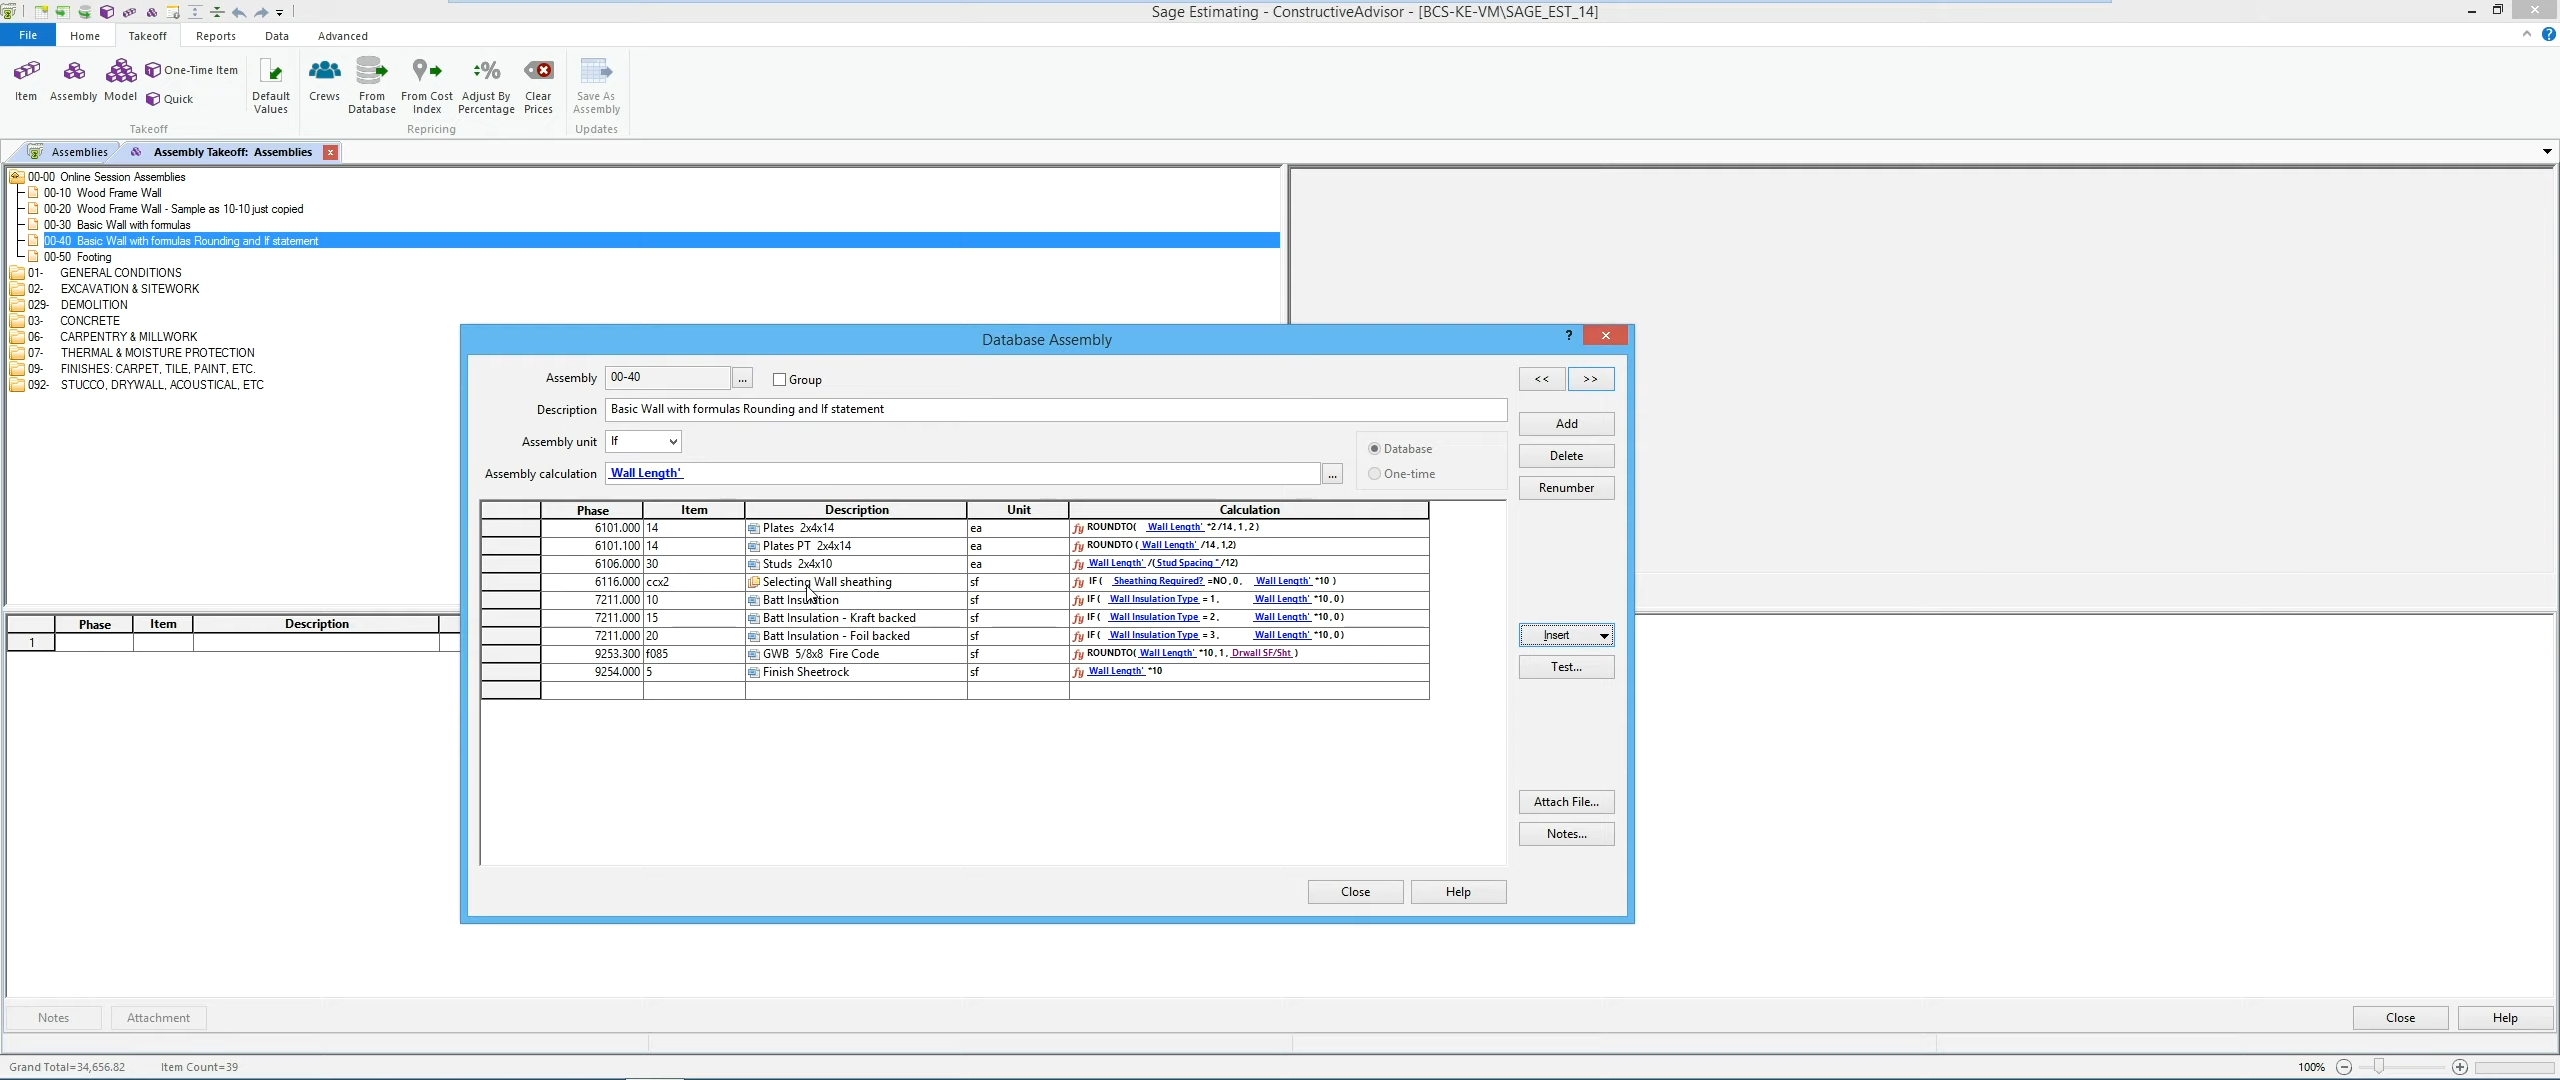 Sage Estimating - ConstructiveAdvisor - [BCS-KE-VM\SAGE_EST_14]
File Home Takeoff Reports Data Advanced
Item Assembly Model One-Time Item Quick Default Values Crews From Database From Cost Index Adjust By Percentage Clear Prices Save As Assembly
Takeoff Repricing Updates
Assemblies Assembly Takeoff: Assemblies
00-00 Online Session Assemblies
00-10 Wood Frame Wall
00-20 Wood Frame Wall - Sample as 10-10 just copied
00-30 Basic Wall with formulas
00-40 Basic Wall with formulas Rounding and If statement
00-50 Footing
01- GENERAL CONDITIONS
02- EXCAVATION & SITEWORK
029- DEMOLITION
03- CONCRETE
06- CARPENTRY & MILLWORK
07- THERMAL & MOISTURE PROTECTION
09- FINISHES: CARPET, TILE, PAINT, ETC.
092- STUCCO, DRYWALL, ACOUSTICAL, ETC
Database Assembly ?
Assembly 00-40 ... Group << >>
Description Basic Wall with formulas Rounding and If statement
Add
Assembly unit lf
Database
Delete
Assembly calculation Wall Length' ...
One-time
Renumber
Phase Item Description Unit Calculation
6101.000 14 Plates 2x4x14 ea fy ROUNDTO( Wall Length' *2 /14 , 1 , 2 )
6101.100 14 Plates PT 2x4x14 ea fy ROUNDTO ( Wall Length' /14 , 1,2)
6106.000 30 Studs 2x4x10 ea fy Wall Length' /(Stud Spacing " /12)
6116.000 ccx2 Selecting Wall sheathing sf fy IF ( Sheathing Required? =NO , 0 , Wall Length' *10 )
7211.000 10 Batt Insulation sf fy IF ( Wall Insulation Type = 1 , Wall Length' *10 , 0 )
7211.000 15 Batt Insulation - Kraft backed sf fy IF ( Wall Insulation Type = 2 , Wall Length' *10 , 0 )
7211.000 20 Batt Insulation - Foil backed sf fy IF ( Wall Insulation Type = 3 , Wall Length' *10 , 0 )
9253.300 f085 GWB 5/8x8 Fire Code sf fy ROUNDTO( Wall Length' *10 , 1 , Drwall SF/Sht )
9254.000 5 Finish Sheetrock sf fy Wall Length' *10
Insert
Test...
Attach File...
Notes...
Close Help
Phase Item Description
1
Notes Attachment Close Help
Grand Total=34,656.82 Item Count=39 100%